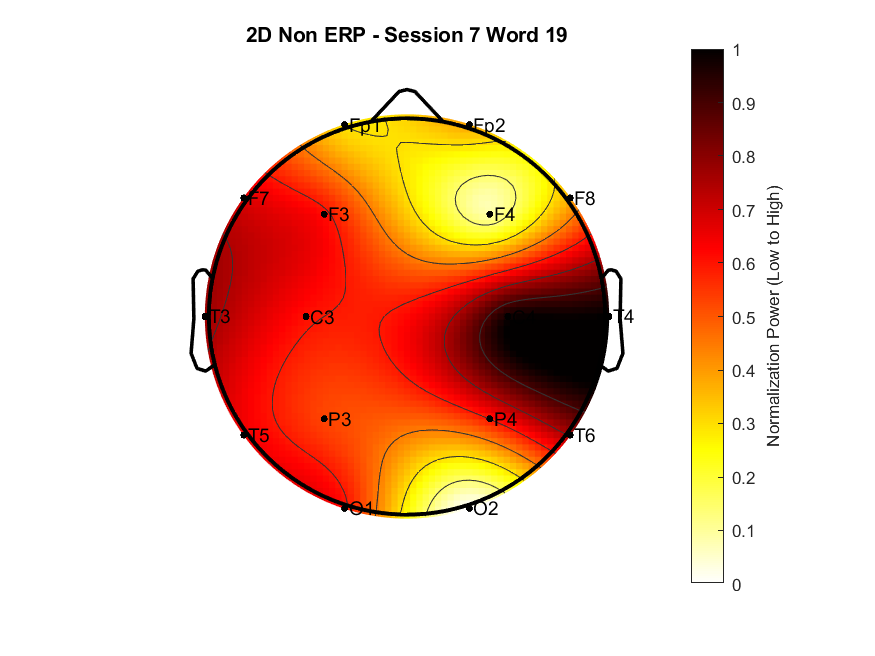 2D Non ERP - Session 7 Word 19
Fp1 Fp2
F7 F3 F4 F8
T3 C3 T4
P3 P4
T5 T6
O1 O2
1
0.9
0.8
0.7
0.6
0.5
0.4
0.3
0.2
0.1
0
Normalization Power (Low to High)